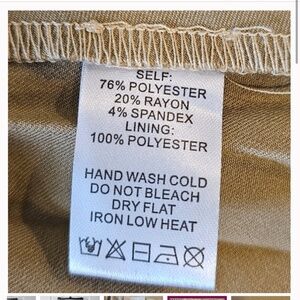 SELF:
76% POLYESTER
20% RAYON
4% SPANDEX
LINING:
100% POLYESTER
HAND WASH COLD
DO NOT BLEACH
DRY FLAT
IRON LOW HEAT